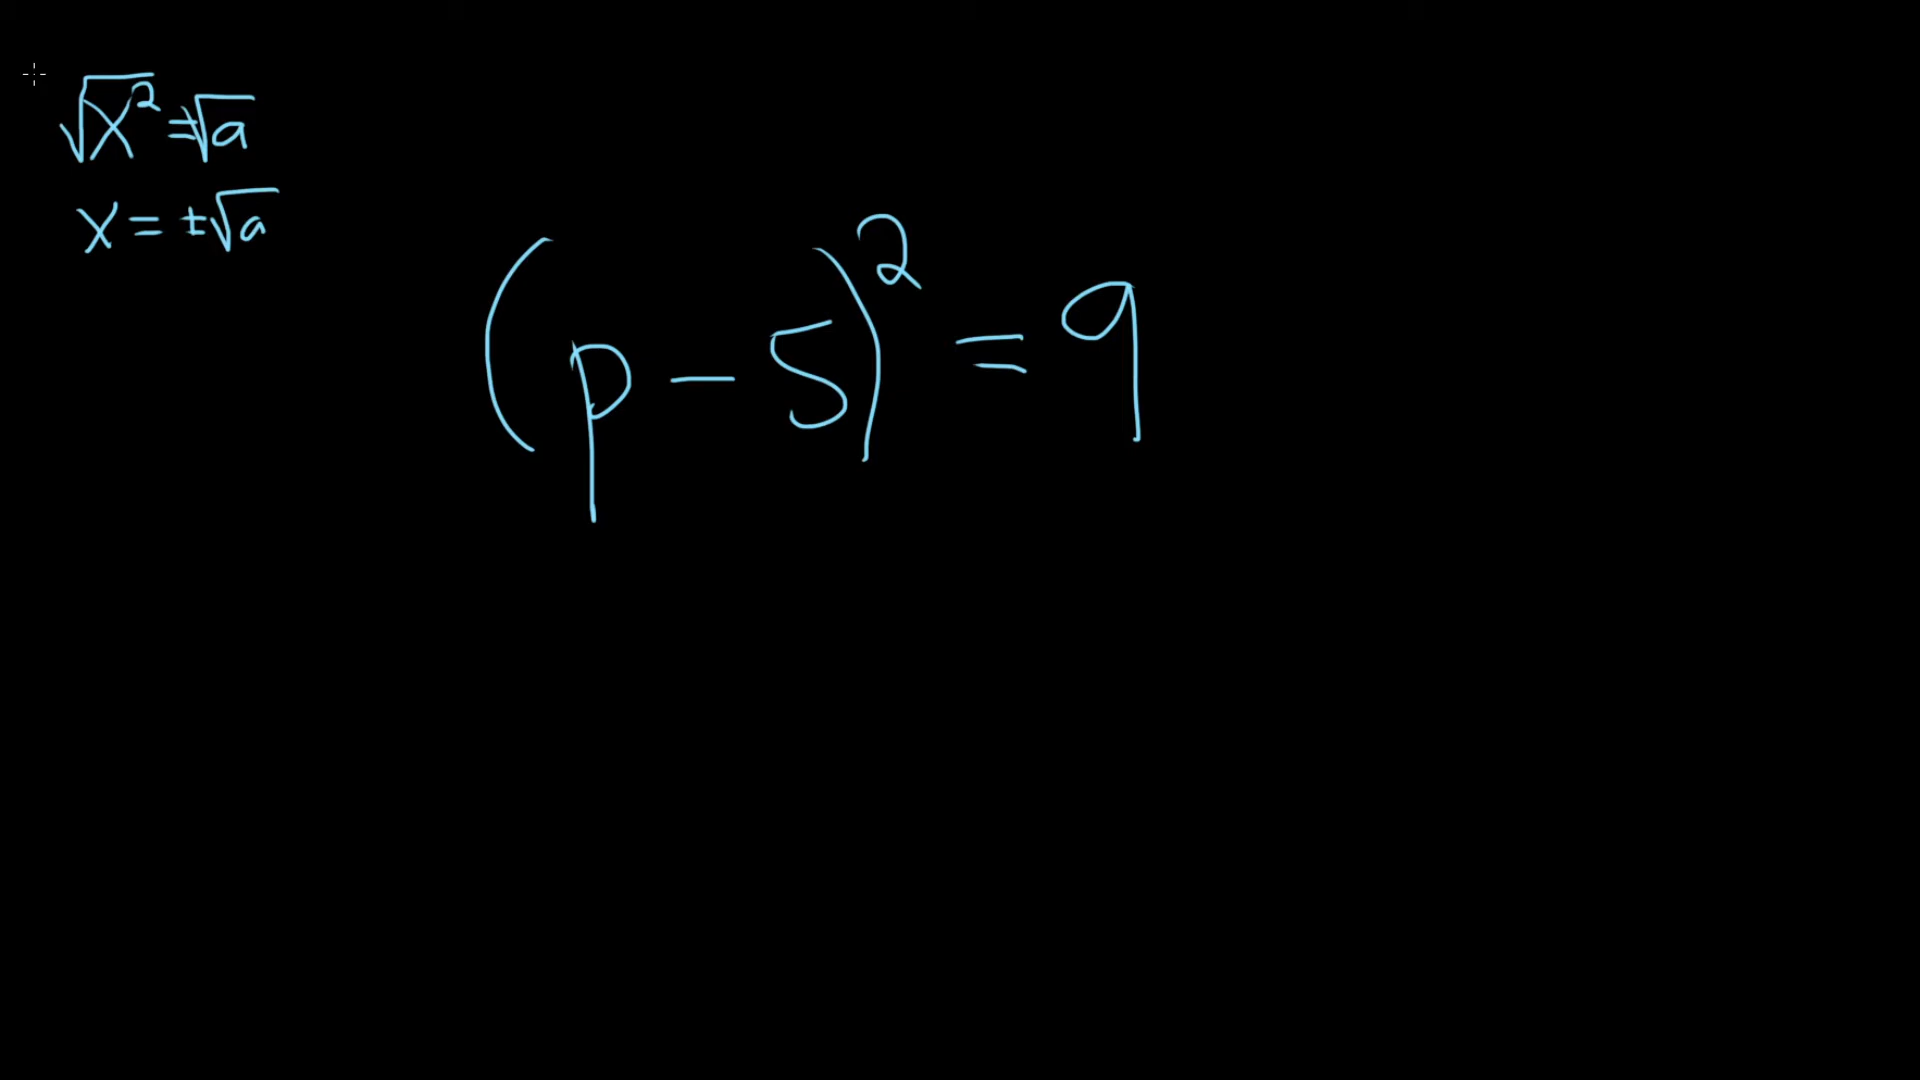 √x² = ±√a
x = ±√a
(p - 5)² = 9